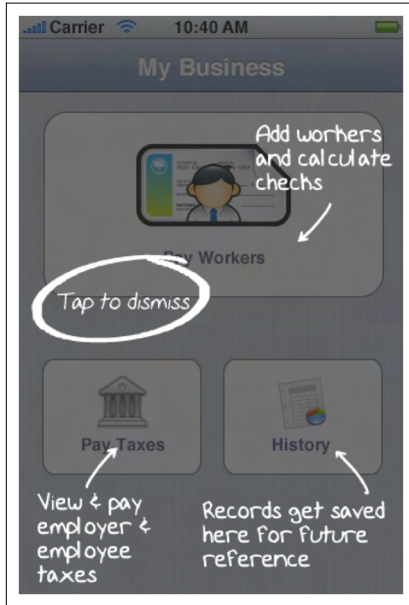 Carrier 10:40 AM
My Business
Add workers
and calculate
checks
Pay Workers
Tap to dismiss
Pay Taxes
History
View & pay
employer &
employee
taxes
Records get saved
here for future
reference